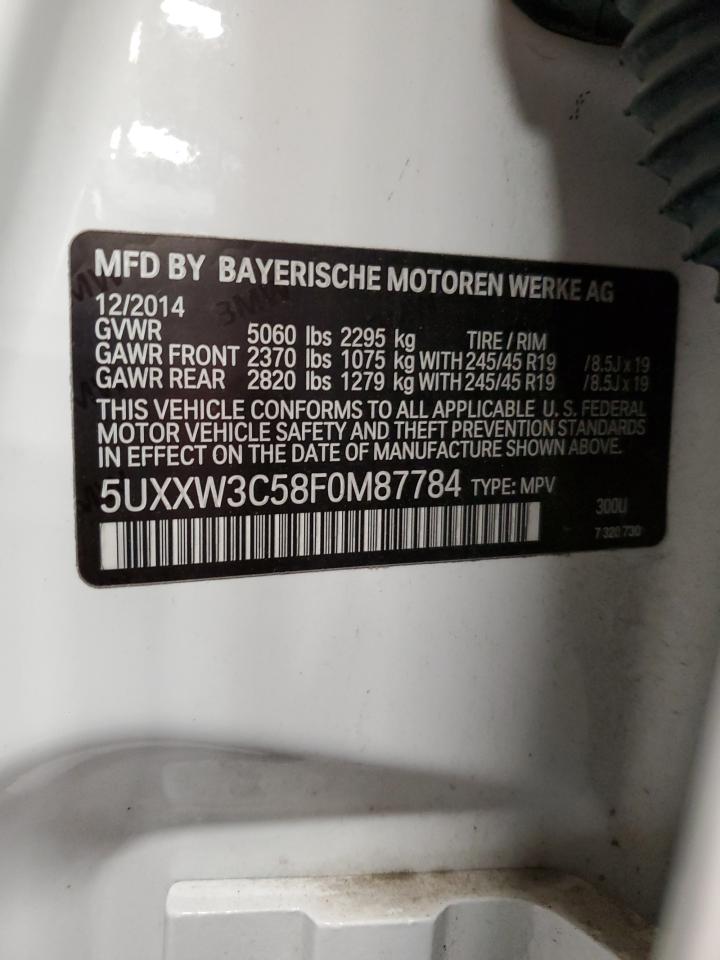 MFD BY BAYERISCHE MOTOREN WERKE AG
12/2014
GVWR 5060 lbs 2295 kg TIRE / RIM
GAWR FRONT 2370 lbs 1075 kg WITH 245/45 R19 /8.5J x 19
GAWR REAR 2820 lbs 1279 kg WITH 245/45 R19 /8.5J x 19
THIS VEHICLE CONFORMS TO ALL APPLICABLE U. S. FEDERAL
MOTOR VEHICLE SAFETY AND THEFT PREVENTION STANDARDS
IN EFFECT ON THE DATE OF MANUFACTURE SHOWN ABOVE.
5UXXW3C58F0M87784 TYPE: MPV
300U
7 320 730